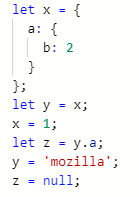 let x = {
  a: {
    b: 2
  }
};
let y = x;
x = 1;
let z = y.a;
y = 'mozilla';
z = null;